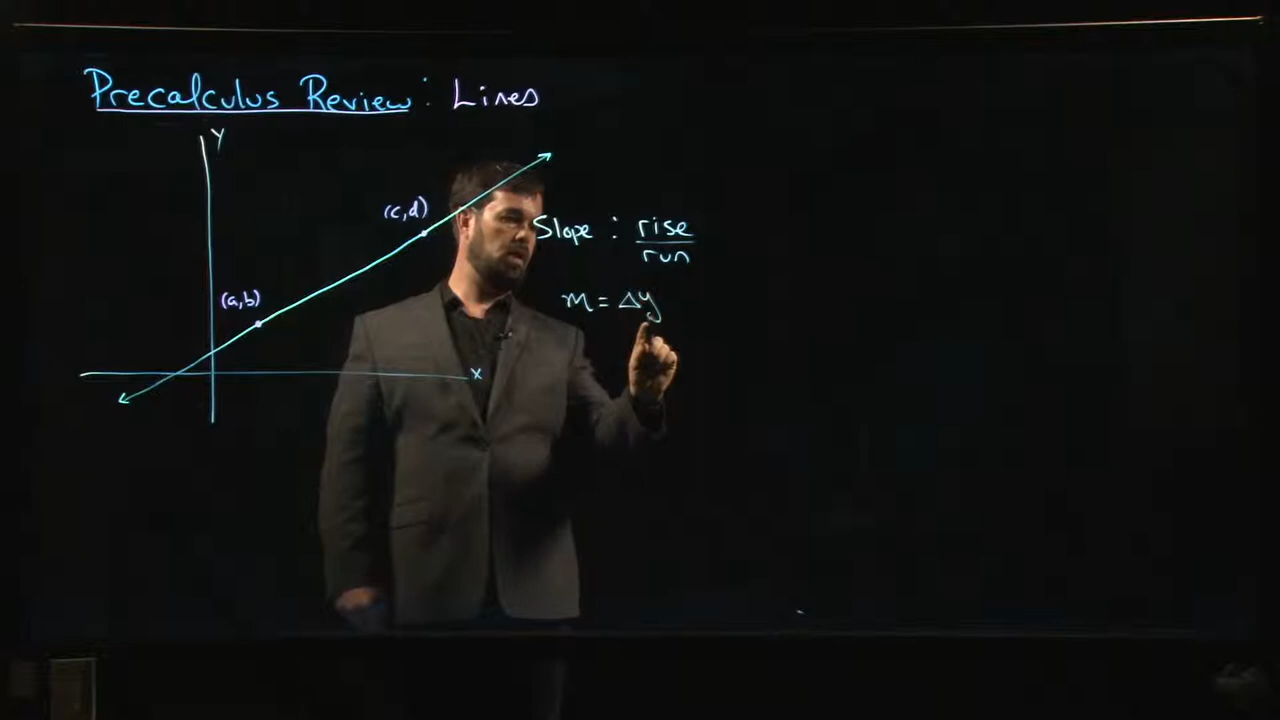 Precalculus Review: Lines
Y
(c,d)
Slope : rise
run
(a,b)
m = Δy
x